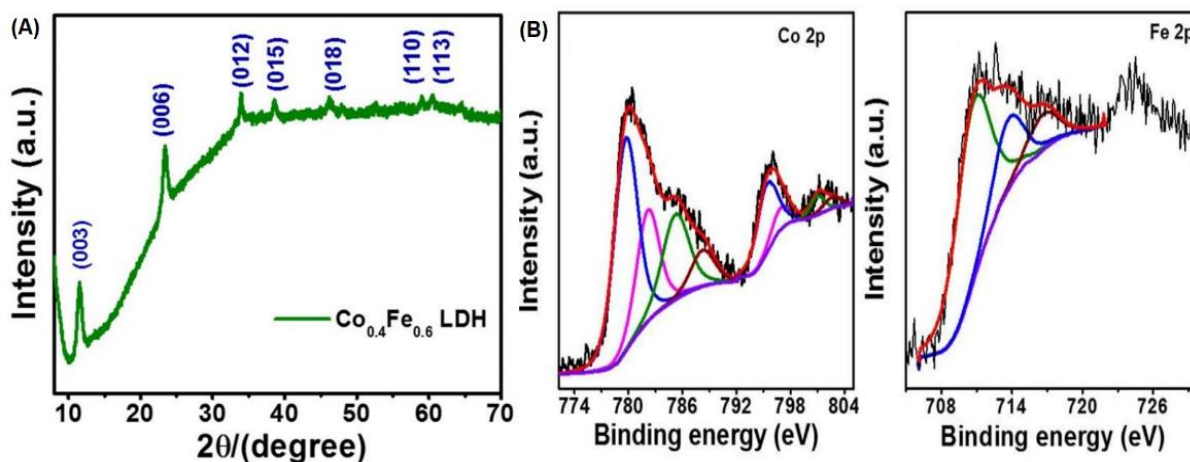 (A)
Intensity (a.u.)
(003)
(006)
(012)
(015)
(018)
(110)
(113)
Co0.4Fe0.6 LDH
10 20 30 40 50 60 70
2θ/(degree)
(B)
Co 2p
Intensity (a.u.)
774 780 786 792 798 804
Binding energy (eV)
Fe 2p
Intensity (a.u.)
708 714 720 726
Binding energy (eV)